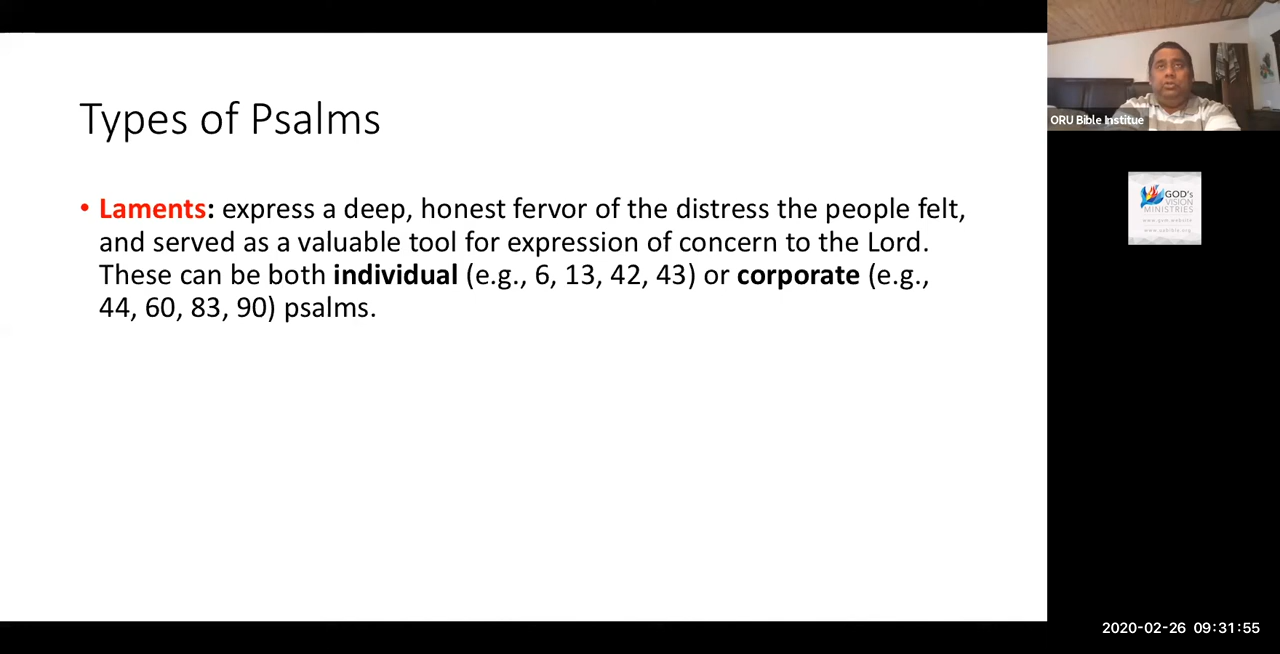 Types of Psalms
• Laments: express a deep, honest fervor of the distress the people felt,
and served as a valuable tool for expression of concern to the Lord.
These can be both individual (e.g., 6, 13, 42, 43) or corporate (e.g.,
44, 60, 83, 90) psalms.
ORU Bible Institue
GOD's
VISION
MINISTRIES
2020-02-26 09:31:55